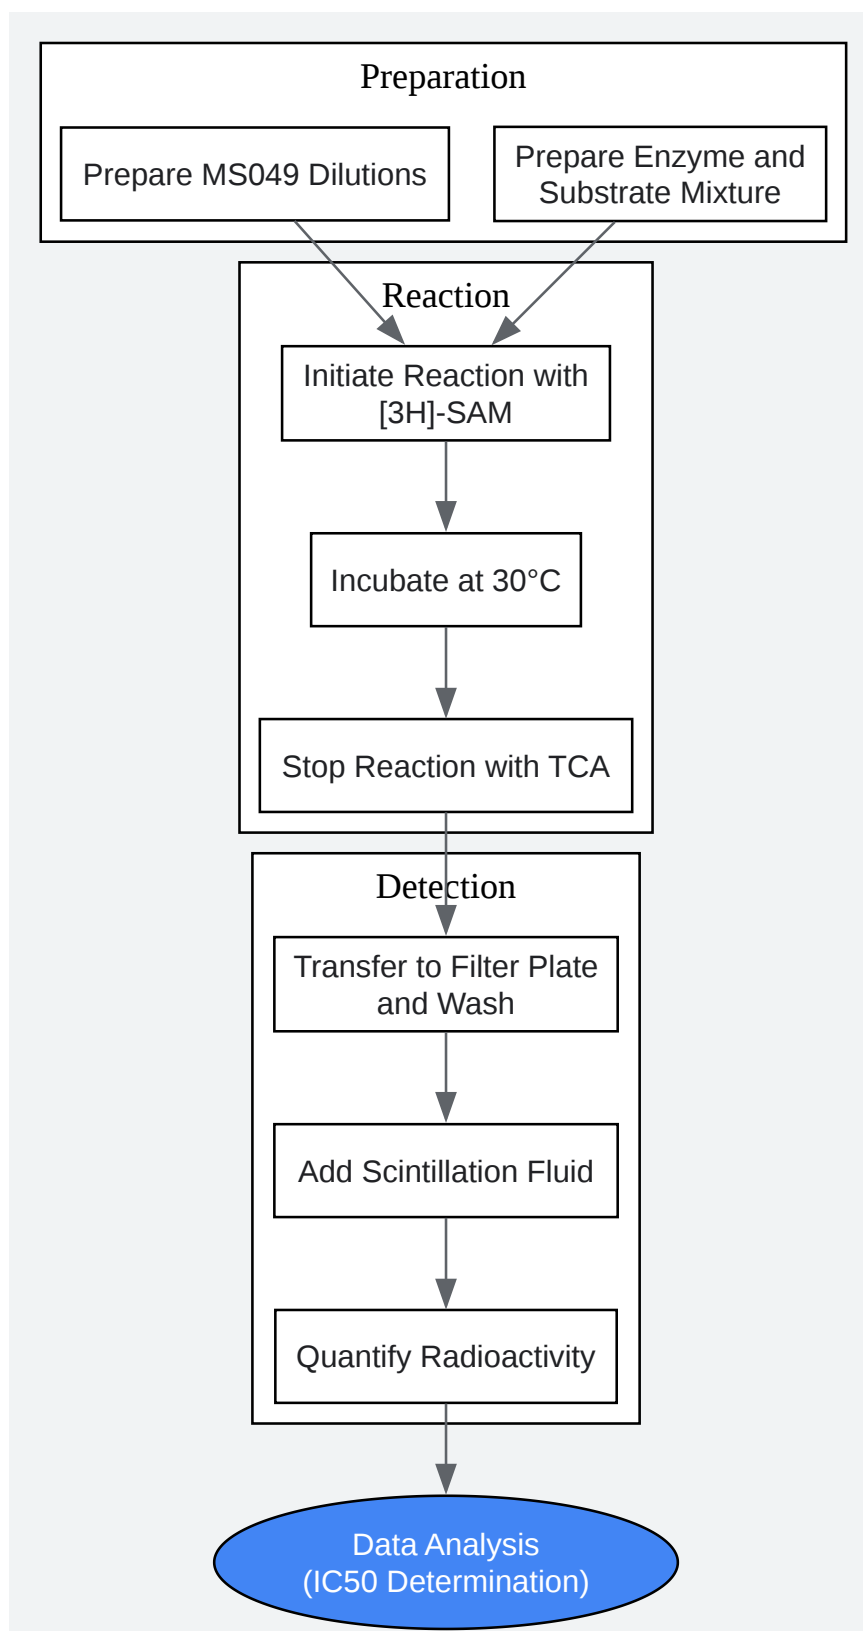 Preparation
Prepare MS049 Dilutions
Prepare Enzyme and
Substrate Mixture
Reaction
Initiate Reaction with
[3H]-SAM
Incubate at 30°C
Stop Reaction with TCA
Detection
Transfer to Filter Plate
and Wash
Add Scintillation Fluid
Quantify Radioactivity
Data Analysis
(IC50 Determination)